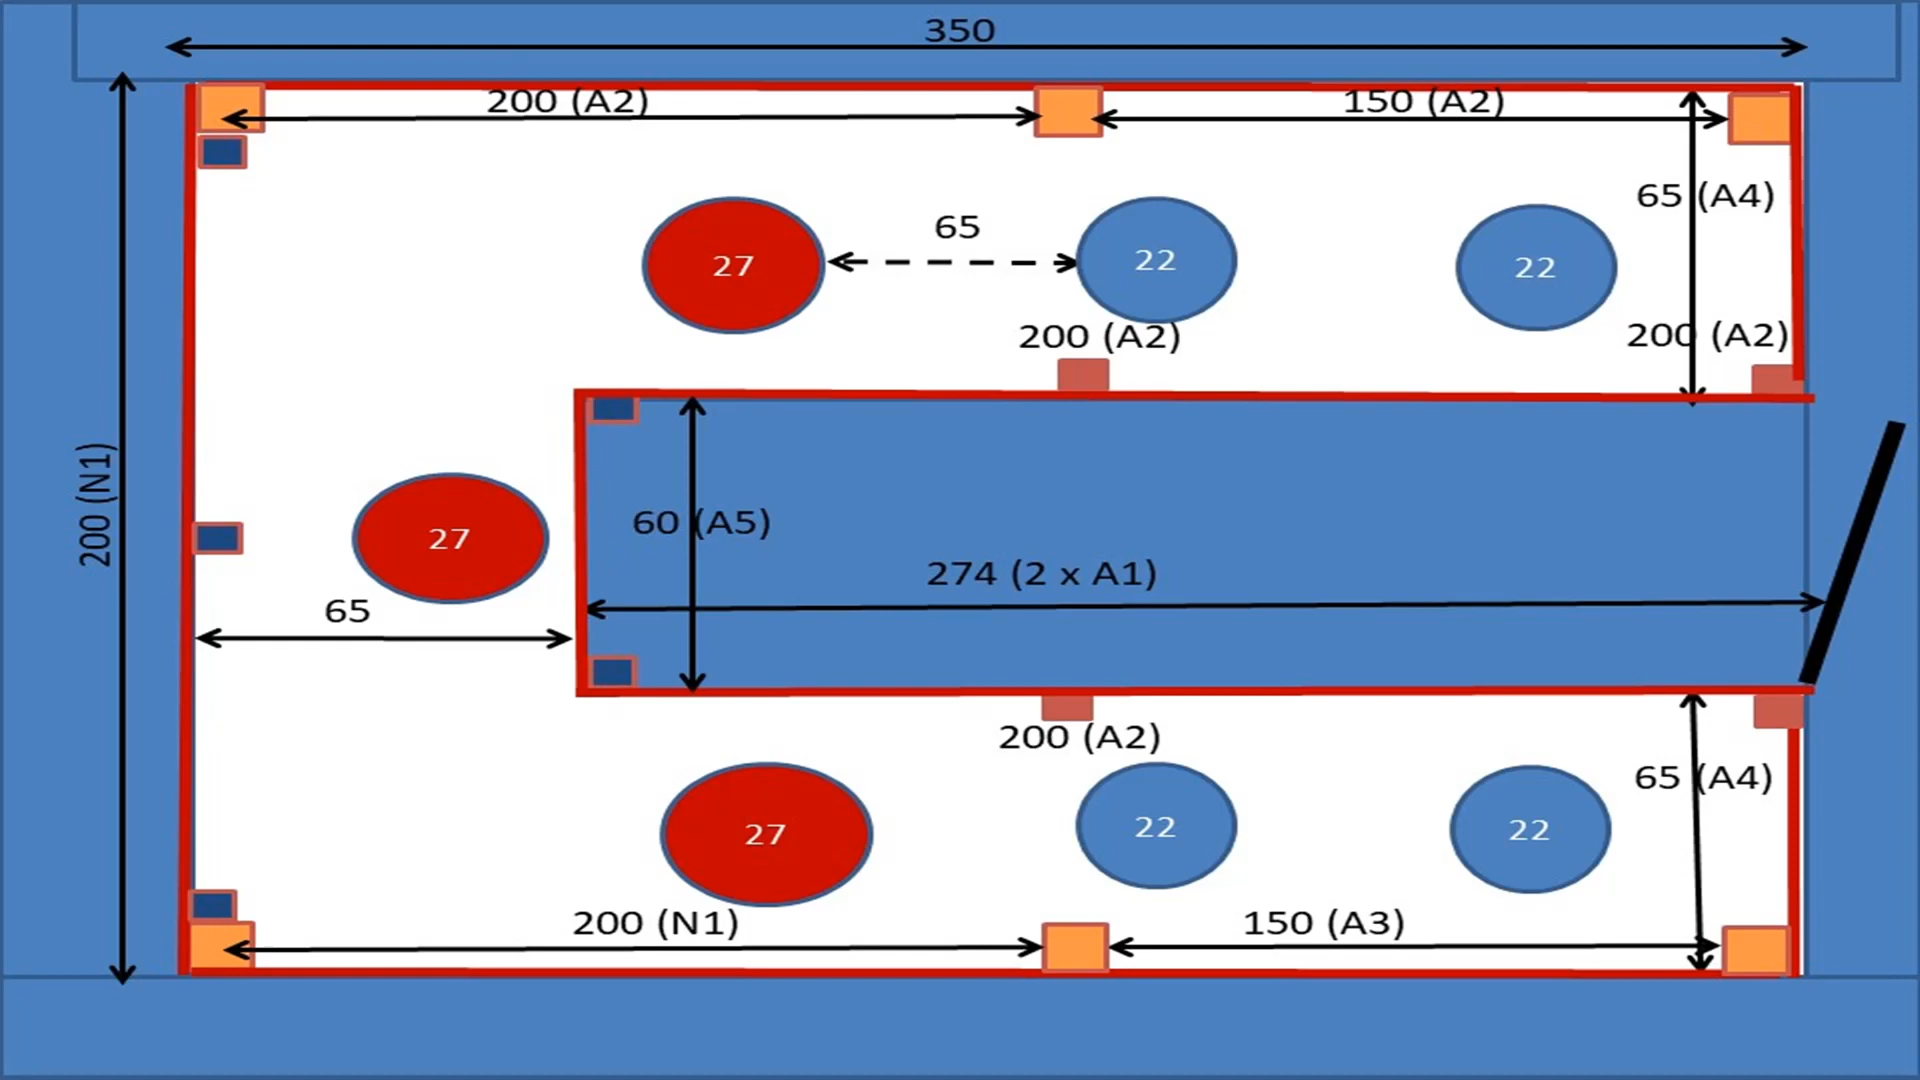 350
200 (A2)
150 (A2)
65 (A4)
65
27
22
22
200 (A2)
200 (A2)
200 (N1)
60 (A5)
27
274 (2 x A1)
65
200 (A2)
65 (A4)
27
22
22
200 (N1)
150 (A3)